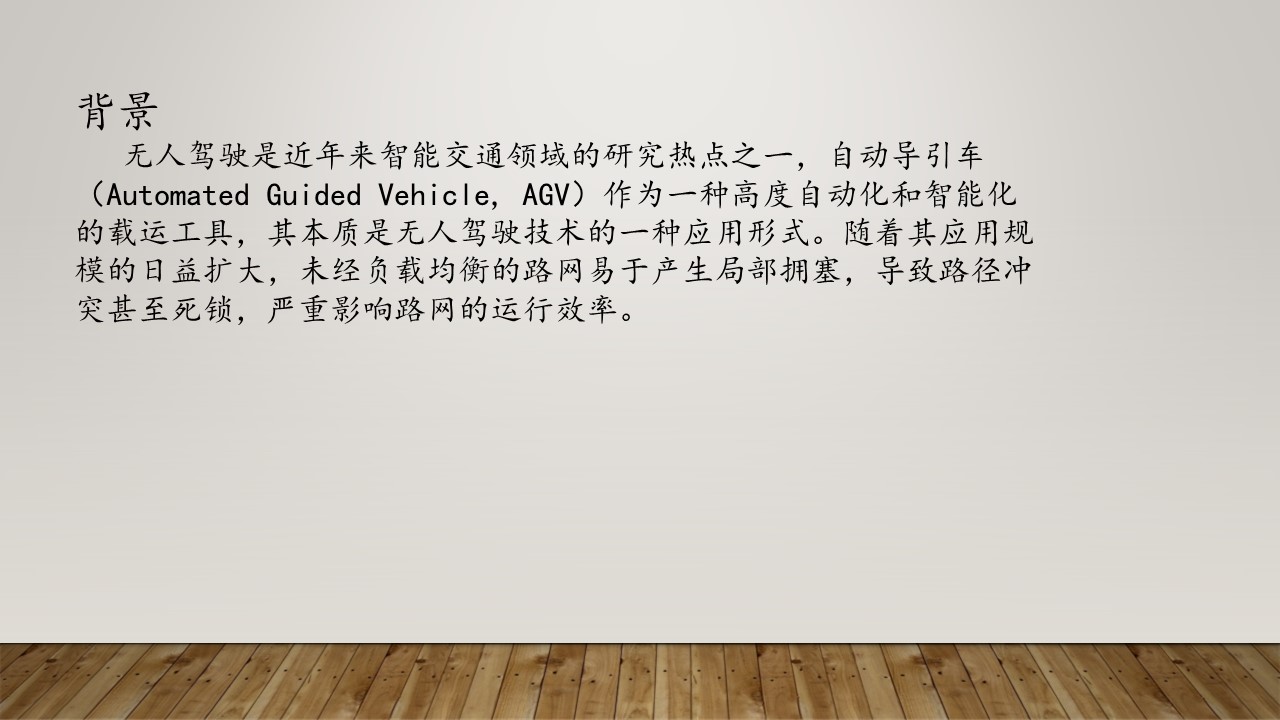 背景
无人驾驶是近年来智能交通领域的研究热点之一，自动导引车
（Automated Guided Vehicle, AGV）作为一种高度自动化和智能化
的载运工具，其本质是无人驾驶技术的一种应用形式。随着其应用规
模的日益扩大，未经负载均衡的路网易于产生局部拥塞，导致路径冲
突甚至死锁，严重影响路网的运行效率。